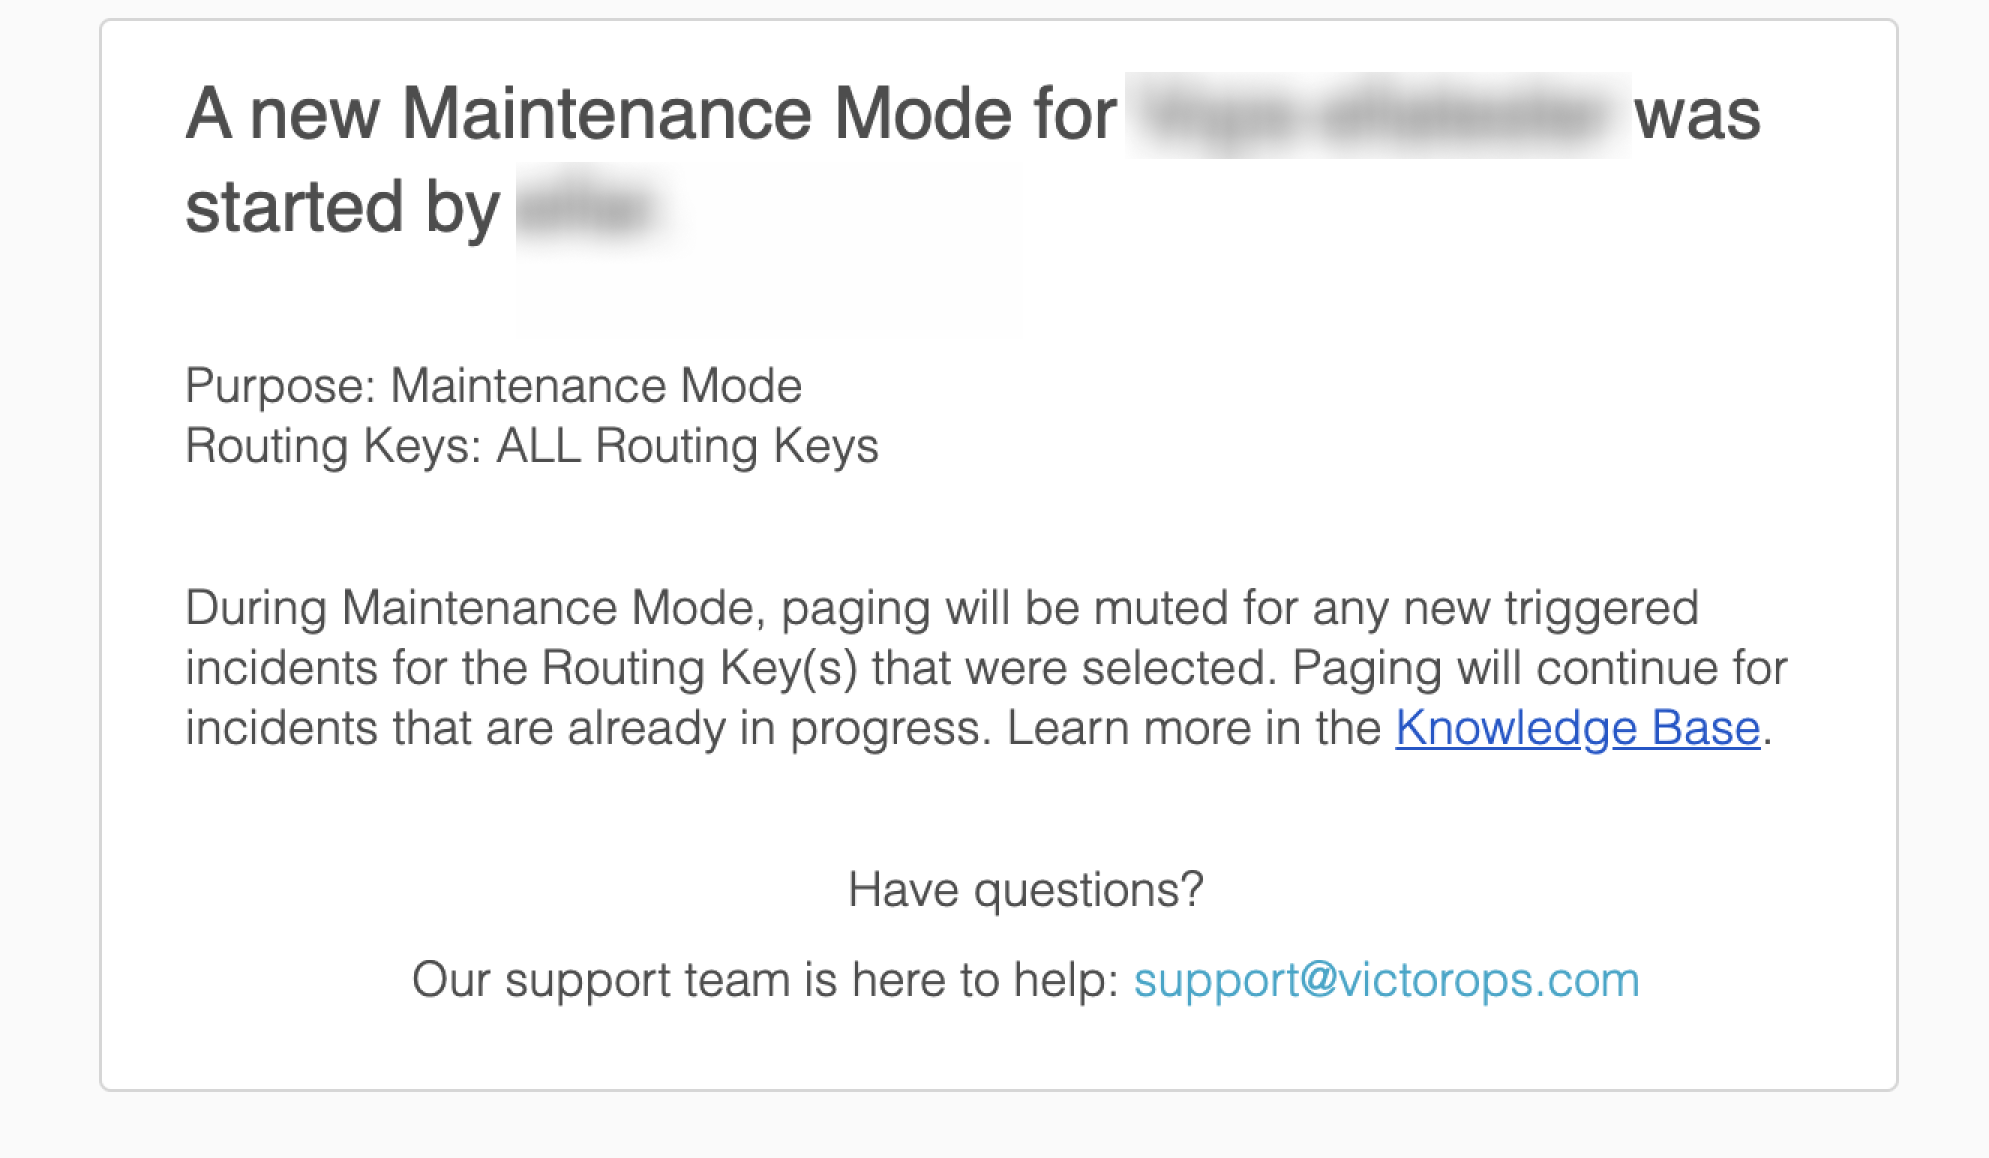 A new Maintenance Mode for was
started by
Purpose: Maintenance Mode
Routing Keys: ALL Routing Keys
During Maintenance Mode, paging will be muted for any new triggered
incidents for the Routing Key(s) that were selected. Paging will continue for
incidents that are already in progress. Learn more in the Knowledge Base.
Have questions?
Our support team is here to help: support@victorops.com